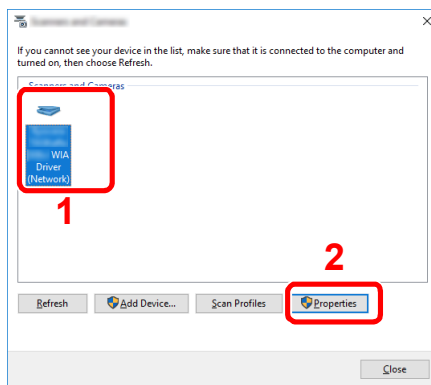 If you cannot see your device in the list, make sure that it is connected to the computer and
turned on, then choose Refresh.
Scanners and Cameras
WIA
Driver
(Network)
1
2
Refresh
Add Device...
Scan Profiles
Properties
Close